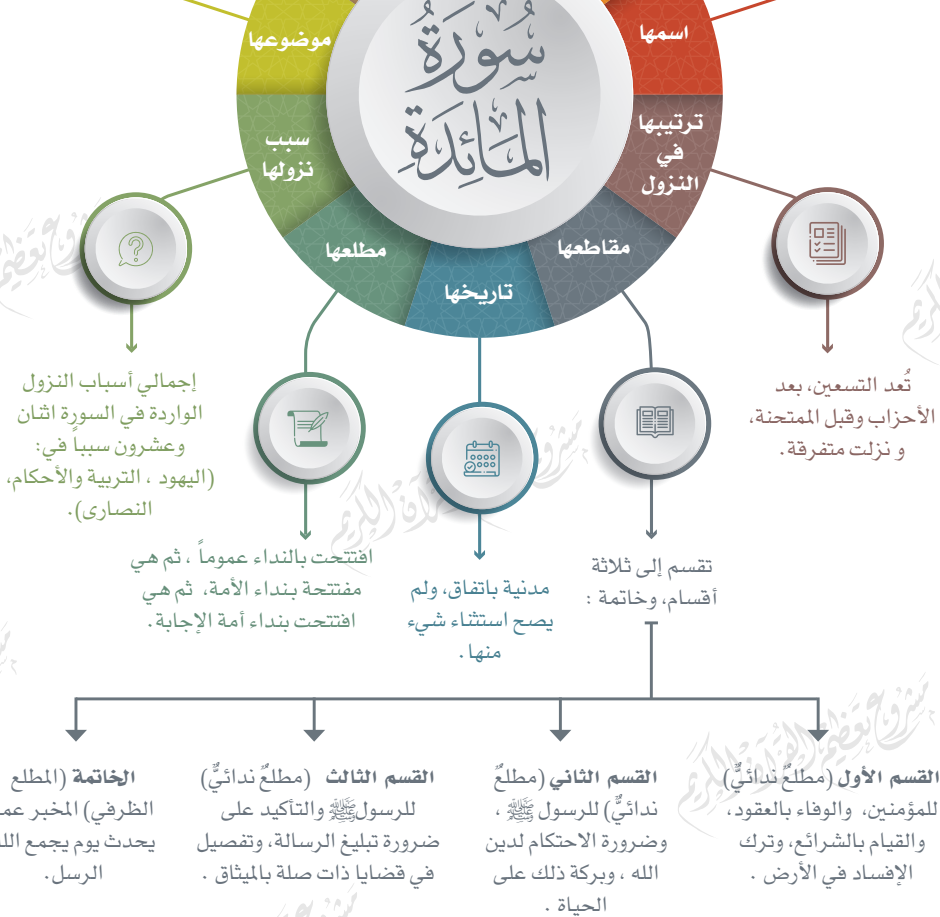 سُورَةُ
المَائِدَةِ
اسمها
ترتيبها
في
النزول
مقاطعها
تاريخها
مطلعها
سبب
نزولها
موضوعها
تُعد التسعين، بعد
الأحزاب وقبل الممتحنة،
و نزلت متفرقة.
تقسم إلى ثلاثة
أقسام، وخاتمة :
مدنية باتفاق، ولم
يصح استثناء شيء
منها .
افتتحت بالنداء عموماً ، ثم هي
مفتتحة بنداء الأمة، ثم هي
افتتحت بنداء أمة الإجابة.
إجمالي أسباب النزول
الواردة في السورة اثنان
وعشرون سبباً في:
(اليهود ، التربية والأحكام،
النصارى).
القسم الأول (مطلعٌ ندائيٌّ)
للمؤمنين، والوفاء بالعقود،
والقيام بالشرائع، وترك
الإفساد في الأرض .
القسم الثاني (مطلعٌ
ندائيٌّ) للرسول ﷺ ،
وضرورة الاحتكام لدين
الله ، وبركة ذلك على
الحياة .
القسم الثالث (مطلعٌ ندائيٌّ)
للرسول ﷺ والتأكيد على
ضرورة تبليغ الرسالة، وتفصيل
في قضايا ذات صلة بالميثاق .
الخاتمة (المطلع
الظرفي) المخبر عما
يحدث يوم يجمع الله
الرسل.
مشروع تعظيم القرآن الكريم